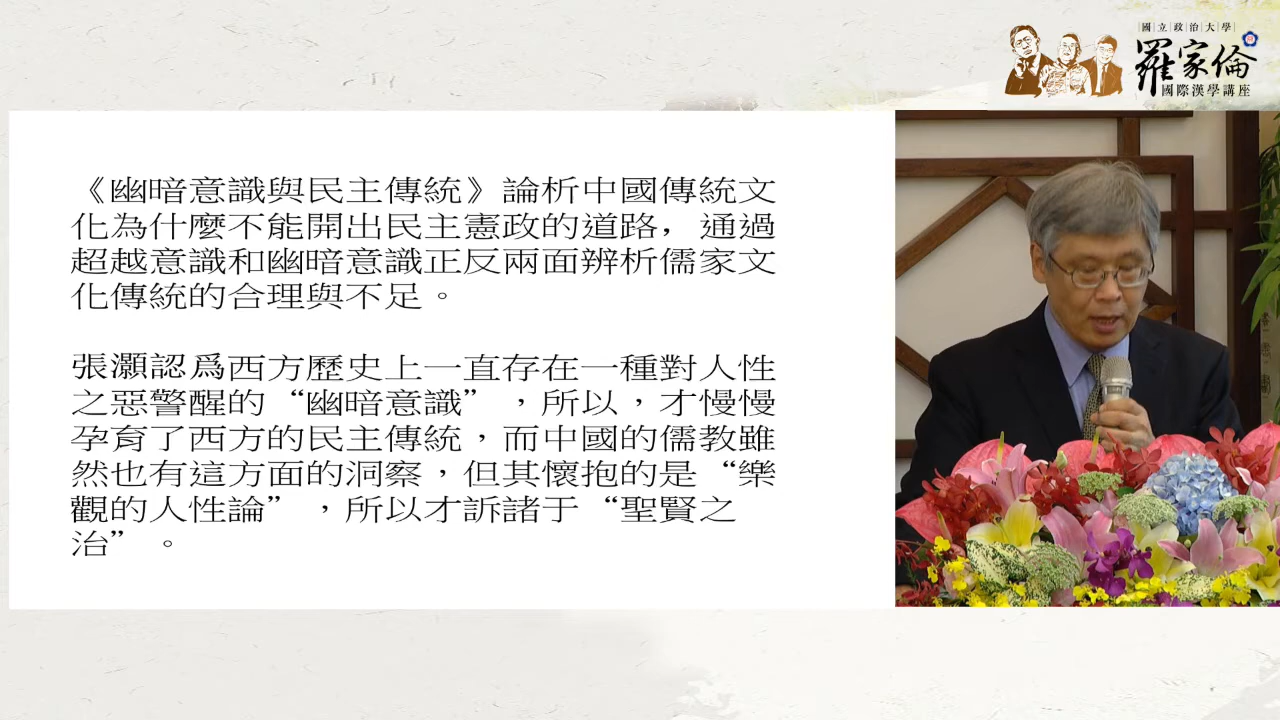 國立政治大學
羅家倫
國際漢學講座
《幽暗意識與民主傳統》論析中國傳統文
化為什麼不能開出民主憲政的道路，通過
超越意識和幽暗意識正反兩面辨析儒家文
化傳統的合理與不足。
張灝認爲西方歷史上一直存在一種對人性
之惡警醒的“幽暗意識”，所以，才慢慢
孕育了西方的民主傳統，而中國的儒教雖
然也有這方面的洞察，但其懷抱的是“樂
觀的人性論”，所以才訴諸于“聖賢之
治”。